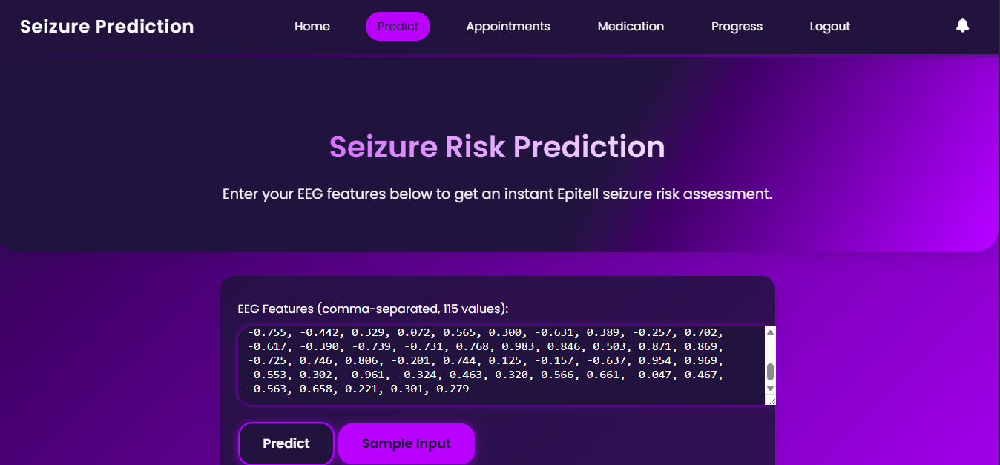 Seizure Prediction Home Predict Appointments Medication Progress Logout
Seizure Risk Prediction
Enter your EEG features below to get an instant Epitell seizure risk assessment.
EEG Features (comma-separated, 115 values):
-0.755, -0.442, 0.329, 0.072, 0.565, 0.300, -0.631, 0.389, -0.257, 0.702,
-0.617, -0.390, -0.739, -0.731, 0.768, 0.983, 0.846, 0.503, 0.871, 0.869,
-0.725, 0.746, 0.806, -0.201, 0.744, 0.125, -0.157, -0.637, 0.954, 0.969,
-0.553, 0.302, -0.961, -0.324, 0.463, 0.320, 0.566, 0.661, -0.047, 0.467,
-0.563, 0.658, 0.221, 0.301, 0.279
Predict Sample Input